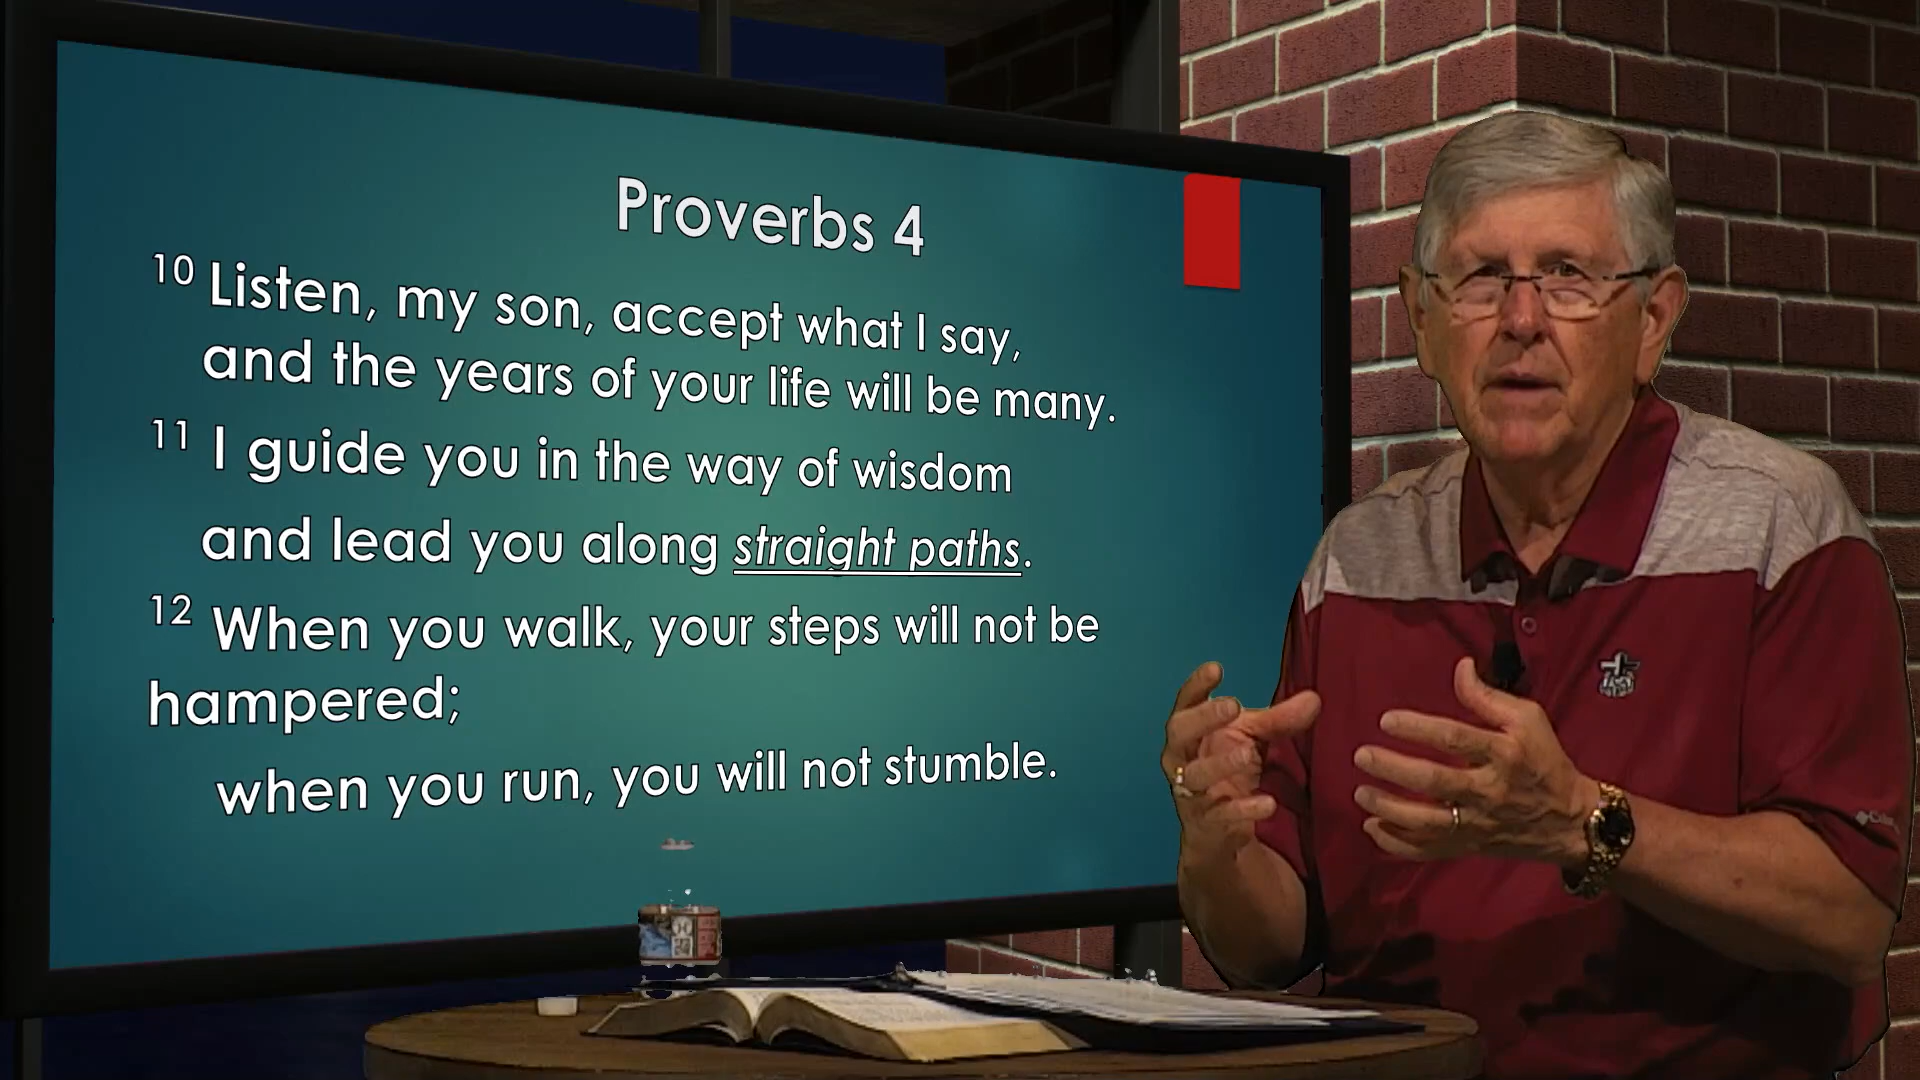 Proverbs 4
10 Listen, my son, accept what I say,
and the years of your life will be many.
11 I guide you in the way of wisdom
and lead you along straight paths.
12 When you walk, your steps will not be
hampered;
when you run, you will not stumble.